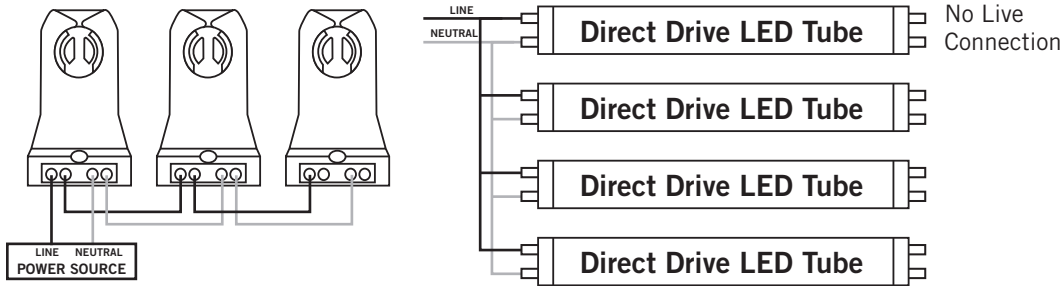 LINE NEUTRAL
POWER SOURCE
LINE
NEUTRAL
Direct Drive LED Tube
No Live
Connection
Direct Drive LED Tube
Direct Drive LED Tube
Direct Drive LED Tube